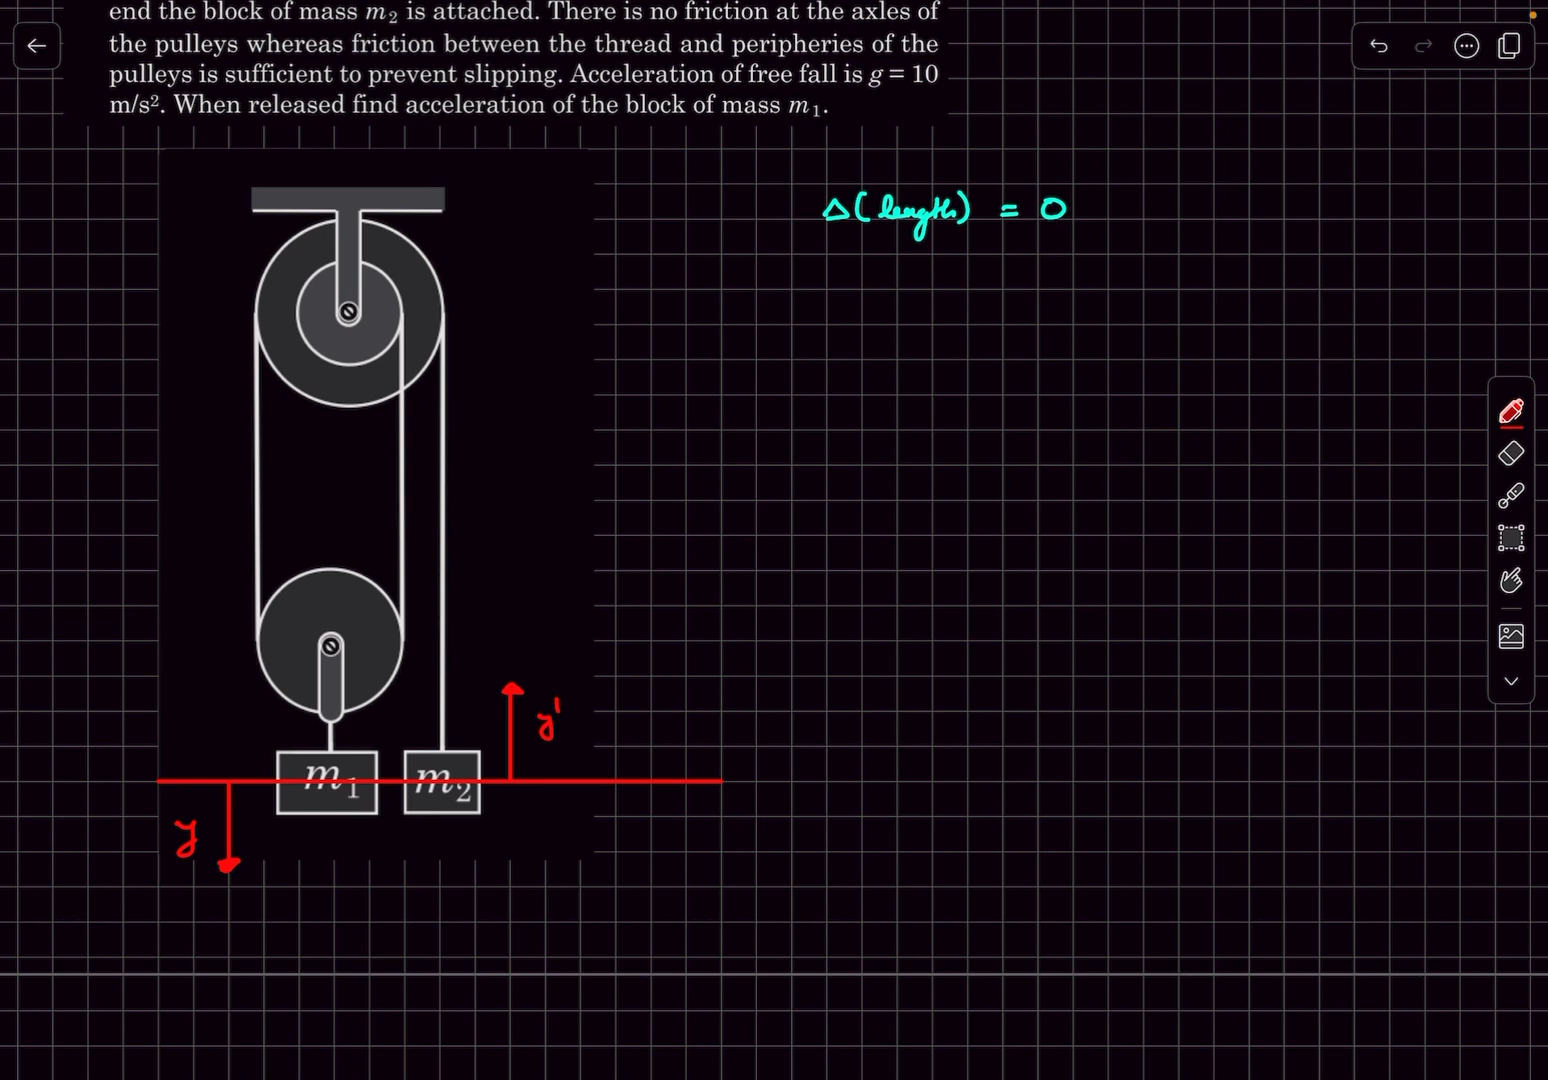 end the block of mass m₂ is attached. There is no friction at the axles of
the pulleys whereas friction between the thread and peripheries of the
pulleys is sufficient to prevent slipping. Acceleration of free fall is g = 10
m/s². When released find acceleration of the block of mass m₁.
Δ( length ) = 0
y'
m₁ m₂
y